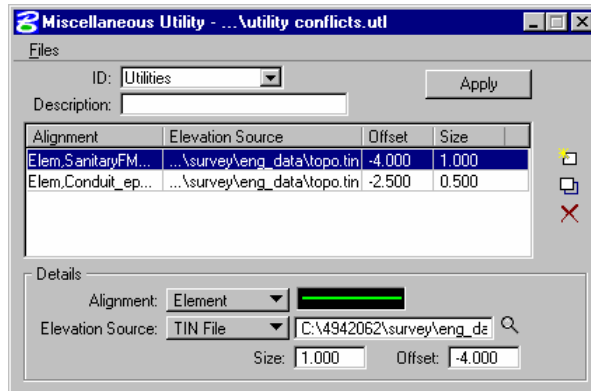 Miscellaneous Utility - ...\utility conflicts.utl
Files
ID: Utilities
Apply
Description:
Alignment Elevation Source Offset Size
Elem,SanitaryFM... ...\survey\eng_data\topo.tin -4.000 1.000
Elem,Conduit_ep... ...\survey\eng_data\topo.tin -2.500 0.500
Details
Alignment: Element
Elevation Source: TIN File C:\4942062\survey\eng_da
Size: 1.000 Offset: -4.000